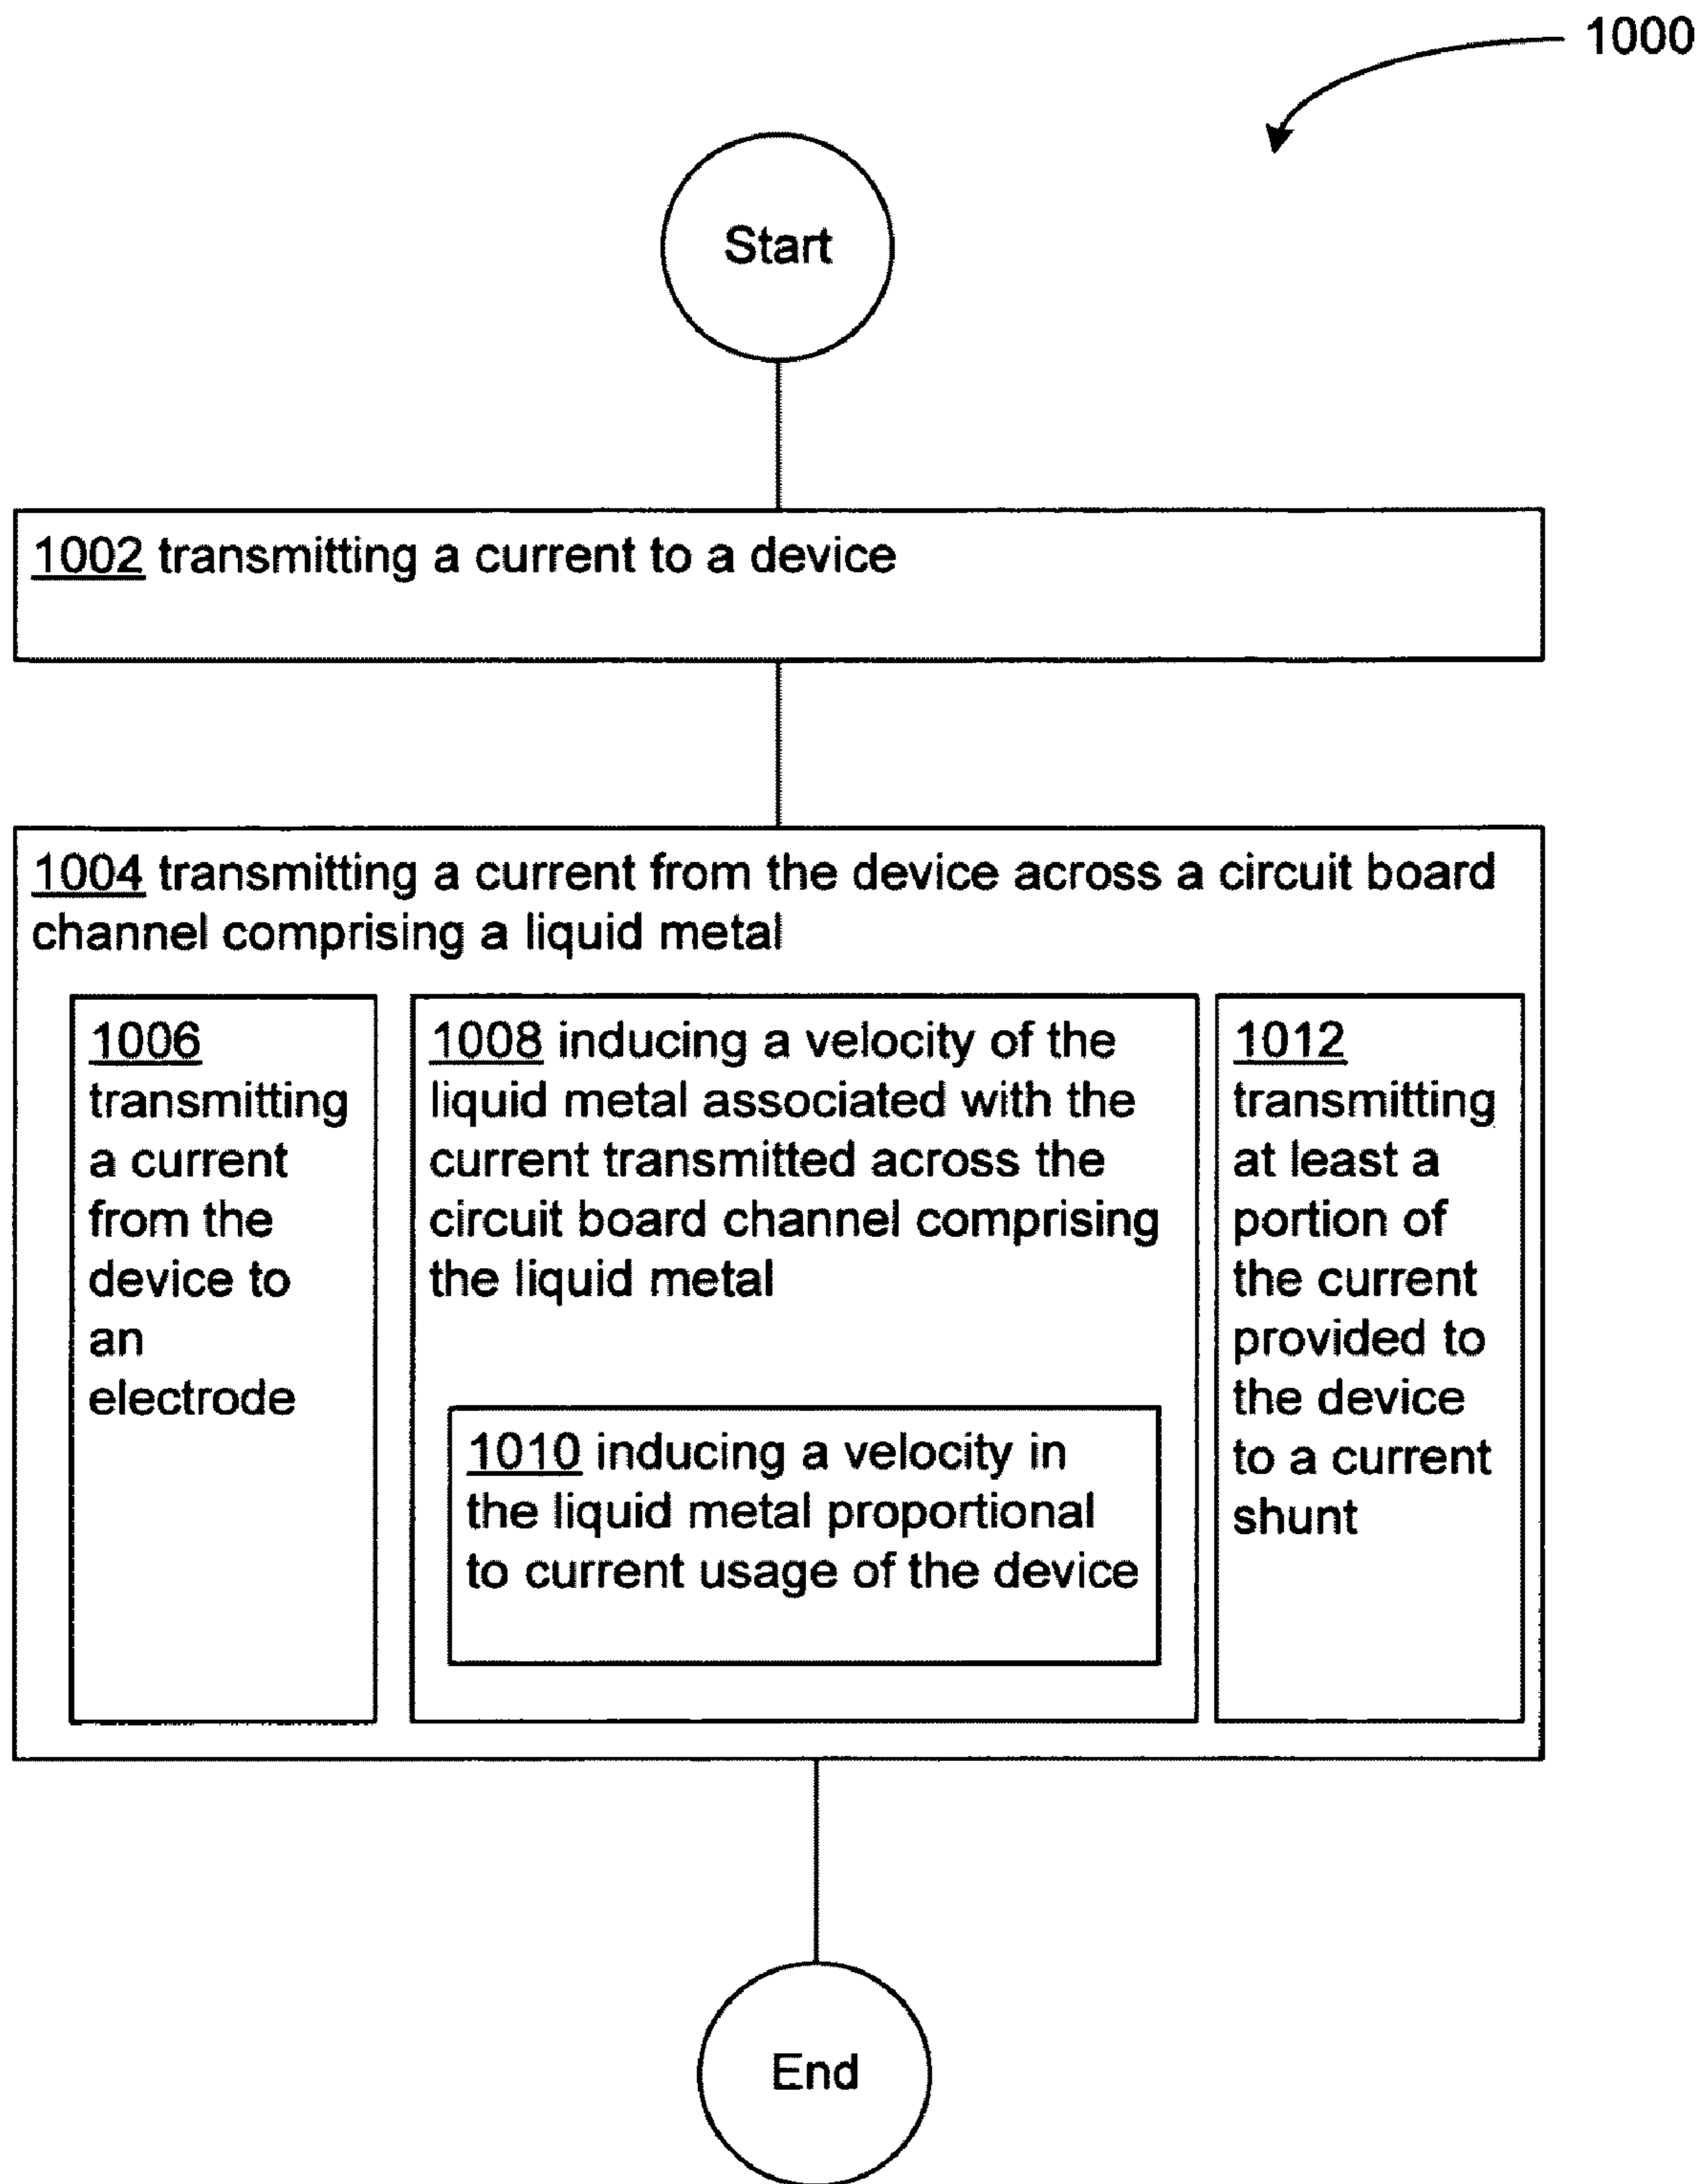 1000
Start
1002 transmitting a current to a device
1004 transmitting a current from the device across a circuit board
channel comprising a liquid metal
1006
transmitting
a current
from the
device to
an
electrode
1008 inducing a velocity of the
liquid metal associated with the
current transmitted across the
circuit board channel comprising
the liquid metal
1010 inducing a velocity in
the liquid metal proportional
to current usage of the device
1012
transmitting
at least a
portion of
the current
provided to
the device
to a current
shunt
End